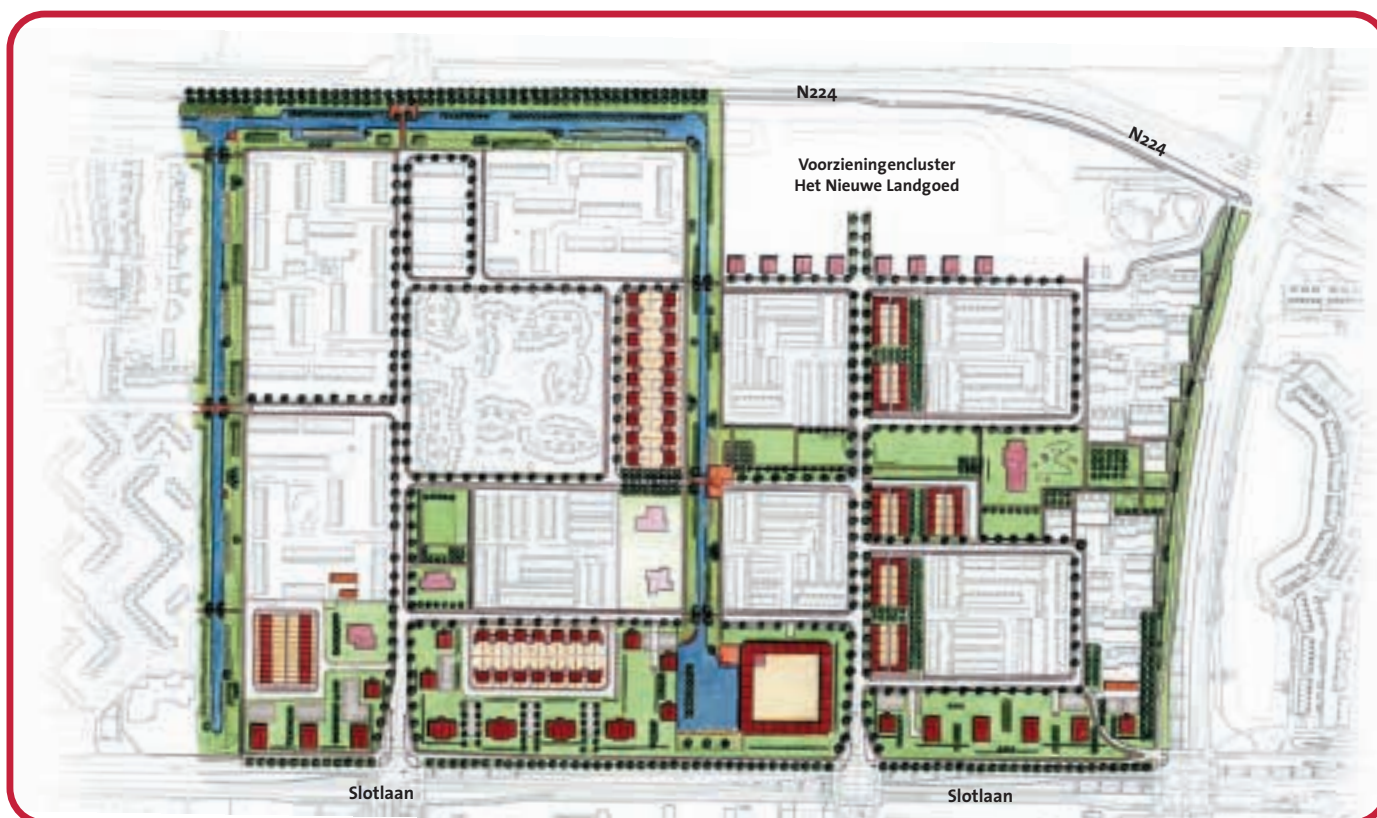 N224
N224
Voorzieningencluster
Het Nieuwe Landgoed
Slotlaan
Slotlaan